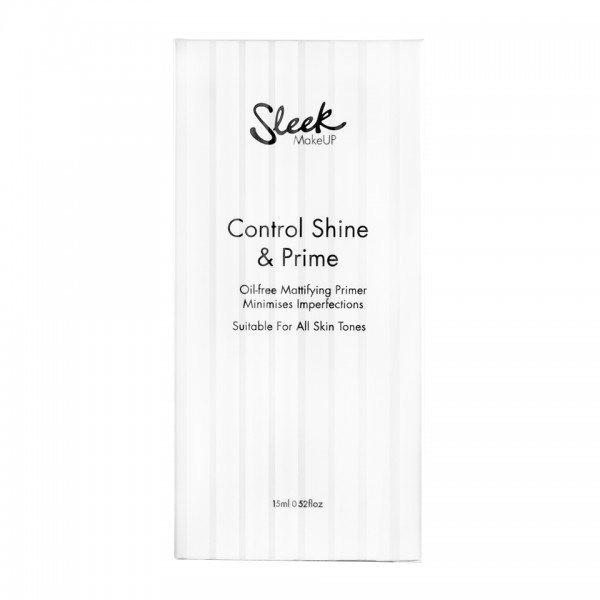 Sleek
MakeUP
Control Shine
& Prime
Oil-free Mattifying Primer
Minimises Imperfections
Suitable For All Skin Tones
15ml 0.52floz